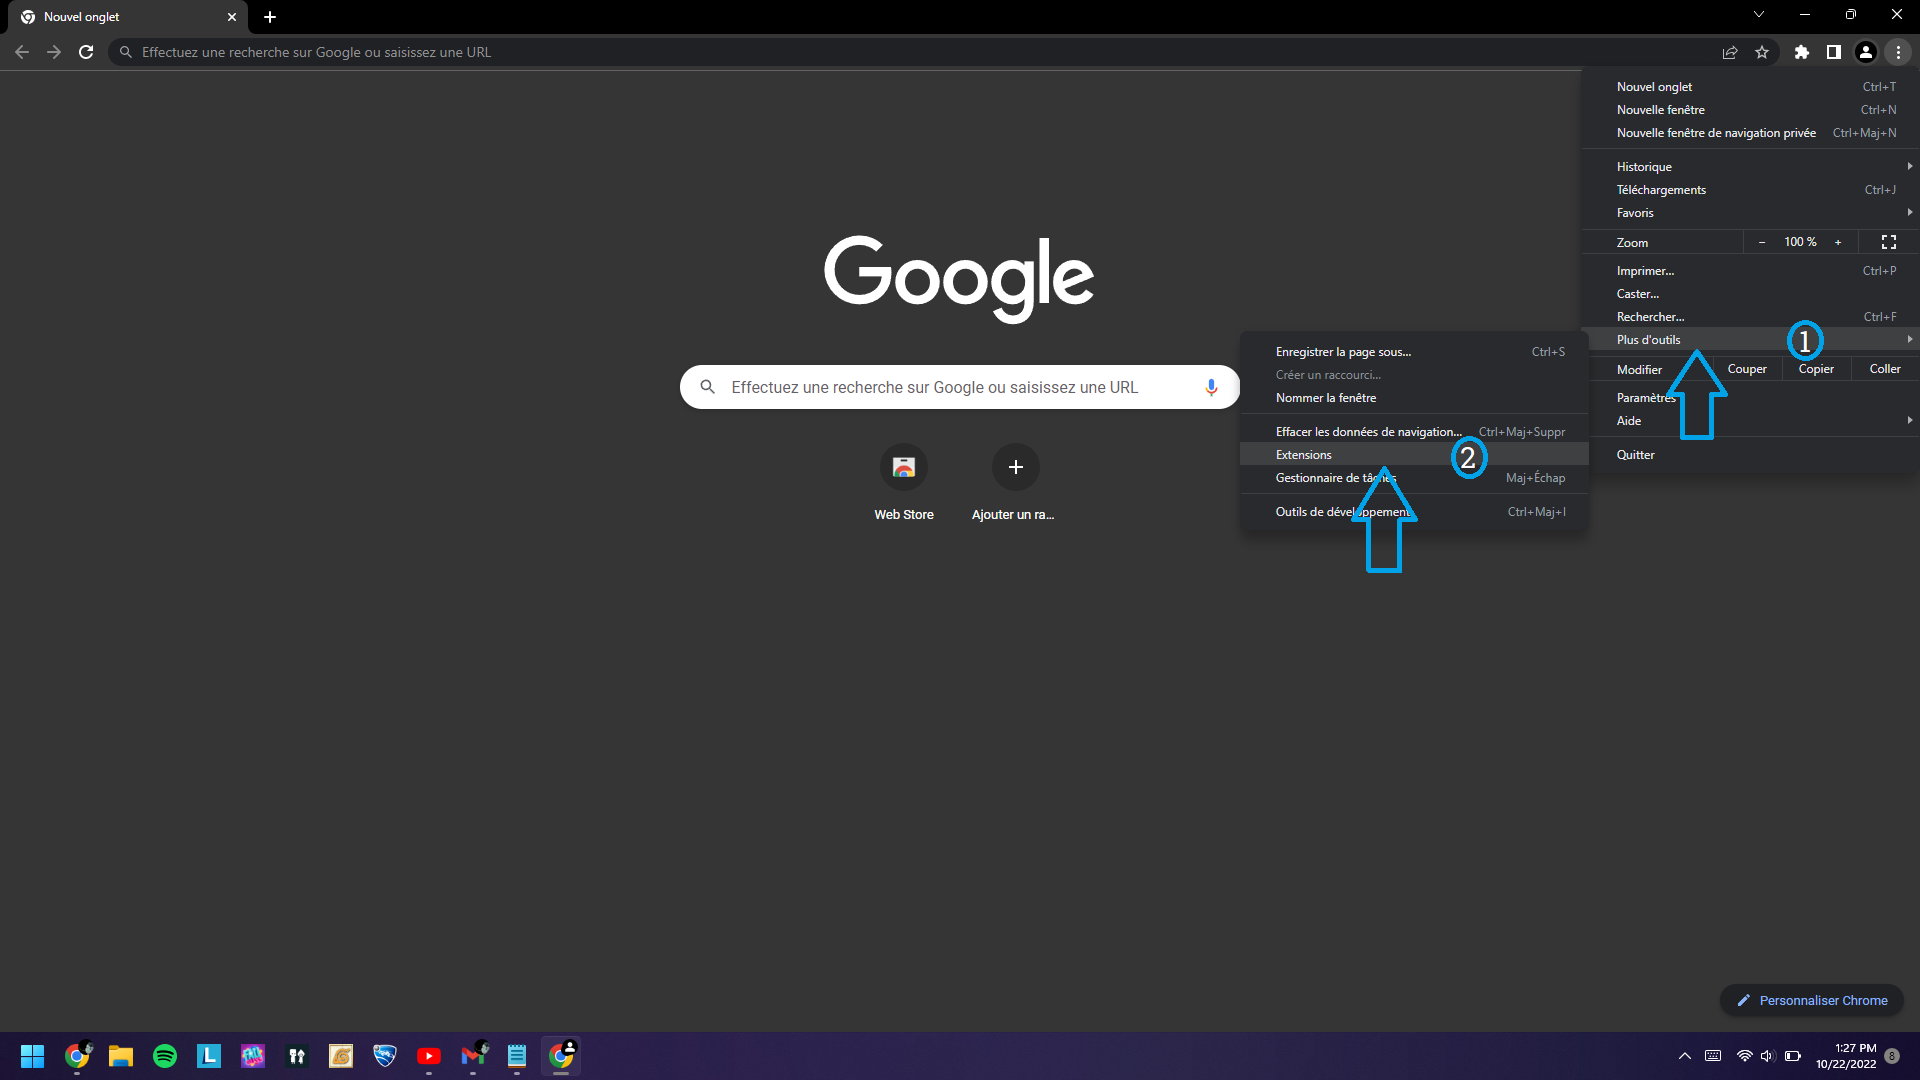 Nouvel onglet
Effectuez une recherche sur Google ou saisissez une URL
Nouvel onglet Ctrl+T
Nouvelle fenêtre Ctrl+N
Nouvelle fenêtre de navigation privée Ctrl+Maj+N
Historique
Téléchargements Ctrl+J
Favoris
Zoom − 100 % +
Imprimer... Ctrl+P
Caster...
Rechercher... Ctrl+F
Plus d'outils 1
Modifier Couper Copier Coller
Paramètres
Aide
Quitter
Enregistrer la page sous... Ctrl+S
Créer un raccourci...
Nommer la fenêtre
Effacer les données de navigation... Ctrl+Maj+Suppr
Extensions 2
Gestionnaire de tâches Maj+Échap
Outils de développement Ctrl+Maj+I
Google
Effectuez une recherche sur Google ou saisissez une URL
Web Store
Ajouter un ra...
Personnaliser Chrome
L
1:27 PM
10/22/2022
8